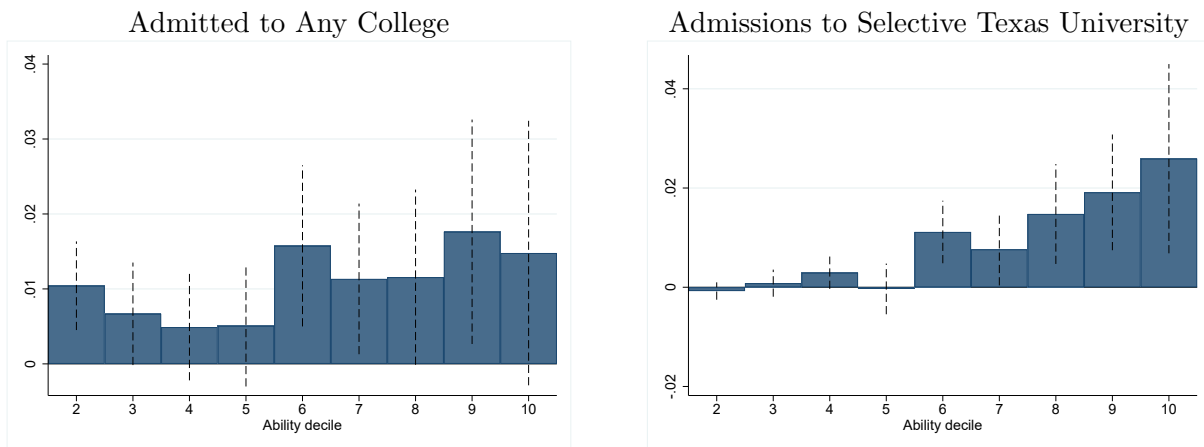 Admitted to Any College
.04
.03
.02
.01
0
2 3 4 5 6 7 8 9 10
Ability decile
Admissions to Selective Texas University
.04
.02
0
-.02
2 3 4 5 6 7 8 9 10
Ability decile